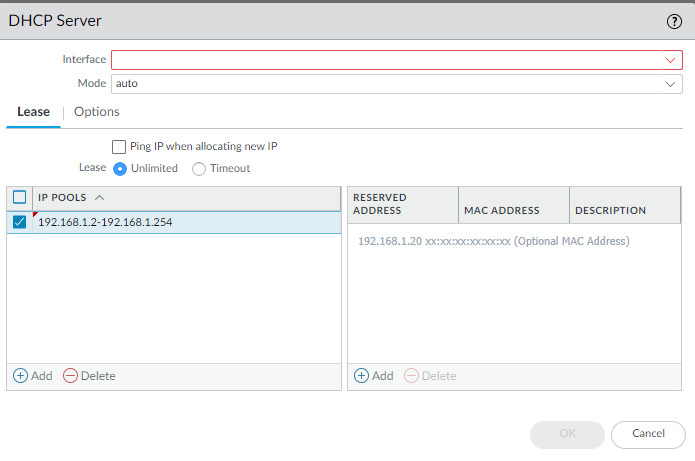 DHCP Server
Interface
Mode auto
Lease Options
Ping IP when allocating new IP
Lease Unlimited Timeout
IP POOLS
192.168.1.2-192.168.1.254
RESERVED ADDRESS MAC ADDRESS DESCRIPTION
192.168.1.20 xx:xx:xx:xx:xx:xx (Optional MAC Address)
Add Delete
Add Delete
OK Cancel